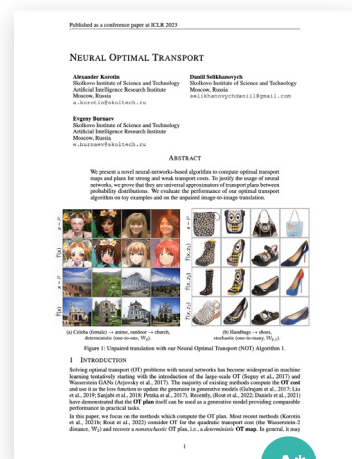 Published as a conference paper at ICLR 2023
NEURAL OPTIMAL TRANSPORT
Alexander Korotin
Skolkovo Institute of Science and Technology
Artificial Intelligence Research Institute
Moscow, Russia
a.korotin@skoltech.ru
Daniil Selikhanovych
Skolkovo Institute of Science and Technology
Moscow, Russia
selikhanovychdaniil@gmail.com
Evgeny Burnaev
Skolkovo Institute of Science and Technology
Artificial Intelligence Research Institute
Moscow, Russia
e.burnaev@skoltech.ru
ABSTRACT
We present a novel neural-networks-based algorithm to compute optimal transport
maps and plans for strong and weak transport costs. To justify the usage of neural
networks, we prove that they are universal approximators of transport plans between
probability distributions. We evaluate the performance of our optimal transport
algorithm on toy examples and on the unpaired image-to-image translation.
(a) Celeba (female) → anime, outdoor → church,
deterministic (one-to-one, W₂).
(b) Handbags → shoes,
stochastic (one-to-many,
Figure 1: Unpaired translation with our Neural Optimal Transport (NOT) Algorithm 1.
1 INTRODUCTION
Solving optimal transport (OT) problems with neural networks has become widespread in machine
learning tentatively starting with the introduction of the large-scale OT (Seguy et al., 2017) and
Wasserstein GANs (Arjovsky et al., 2017). The majority of existing methods compute the OT cost
and use it as the loss function to update the generator in generative models (Gulrajani et al., 2017; Liu
et al., 2019; Sanjabi et al., 2018; Petzka et al., 2017). Recently, (Rout et al., 2022; Daniels et al., 2021)
have demonstrated that the OT plan itself can be used as a generative model providing comparable
performance in practical tasks.
In this paper, we focus on the methods which compute the OT plan. Most recent methods (Korotin
et al., 2021b; Rout et al., 2022) consider OT for the quadratic transport cost (the Wasserstein-2
distance, W₂) and recover a nonstochastic OT plan, i.e., a deterministic OT map. In general, it may
1